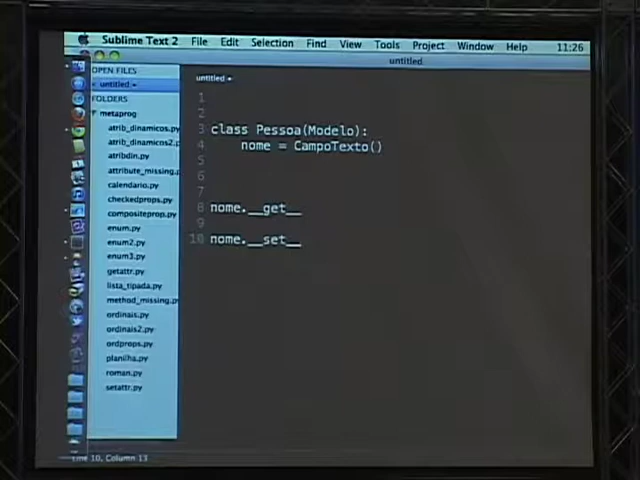 Sublime Text 2 File Edit Selection Find View Tools Project Window Help 11:26
untitled
OPEN FILES
untitled
FOLDERS
metaprog
atrib_dinamicos.py
atrib_dinamicos2.p
atribdin.py
attribute_missing.p
calendario.py
checkedprops.py
compositeprop.py
enum.py
enum2.py
enum3.py
getattr.py
lista_tipada.py
method_missing.py
ordinais.py
ordinais2.py
ordprops.py
planilha.py
roman.py
setattr.py
untitled
1
2
3 class Pessoa(Modelo):
4 nome = CampoTexto()
5
6
7
8 nome.__get__
9
10 nome.__set__
Line 10, Column 13